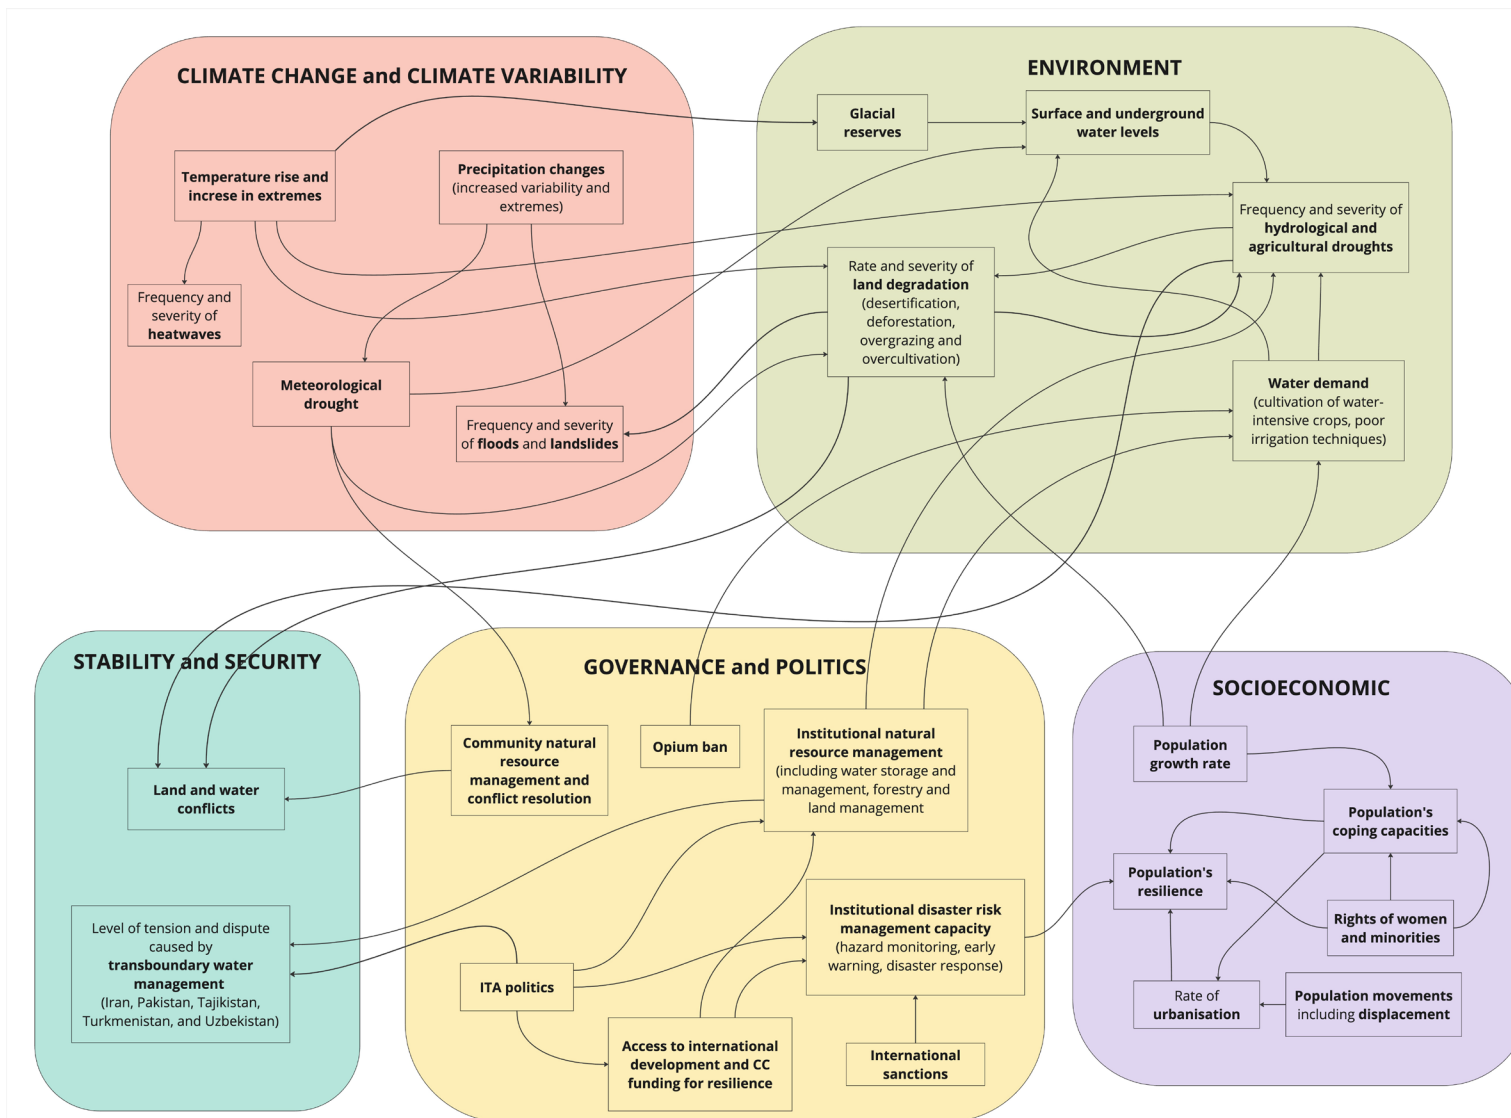 CLIMATE CHANGE and CLIMATE VARIABILITY
Temperature rise and
increse in extremes
Precipitation changes
(increased variability and
extremes)
Frequency and
severity of
heatwaves
Meteorological
drought
Frequency and severity
of floods and landslides
ENVIRONMENT
Glacial
reserves
Surface and underground
water levels
Frequency and severity of
hydrological and
agricultural droughts
Rate and severity of
land degradation
(desertification,
deforestation,
overgrazing and
overcultivation)
Water demand
(cultivation of water-
intensive crops, poor
irrigation techniques)
STABILITY and SECURITY
Land and water
conflicts
Level of tension and dispute
caused by
transboundary water
management
(Iran, Pakistan, Tajikistan,
Turkmenistan, and Uzbekistan)
GOVERNANCE and POLITICS
Community natural
resource
management and
conflict resolution
Opium ban
Institutional natural
resource management
(including water storage and
management, forestry and
land management
Institutional disaster risk
management capacity
(hazard monitoring, early
warning, disaster response)
ITA politics
Access to international
development and CC
funding for resilience
International
sanctions
SOCIOECONOMIC
Population
growth rate
Population's
coping capacities
Population's
resilience
Rights of women
and minorities
Rate of
urbanisation
Population movements
including displacement